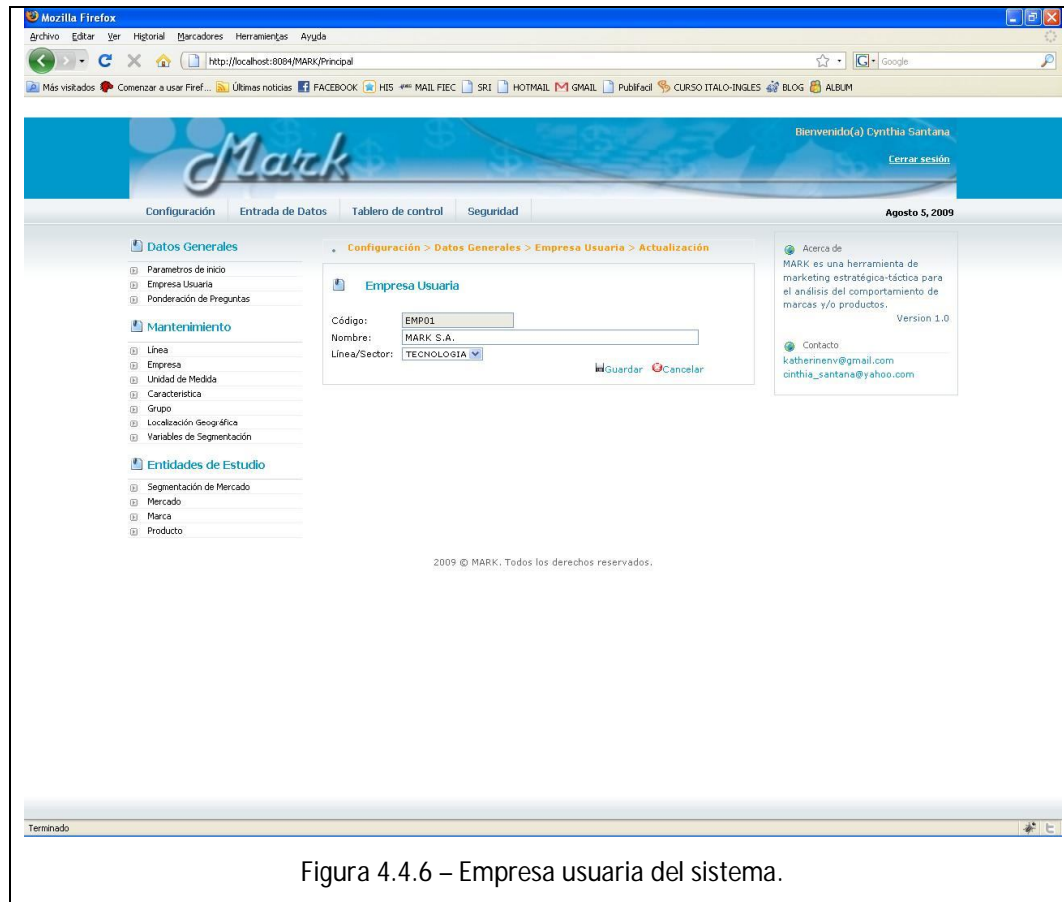 Mozilla Firefox
Archivo Editar Ver Historial Marcadores Herramientas Ayuda
http://localhost:8084/MARK/Principal
Google
Más visitados Comenzar a usar Firef... Últimas noticias FACEBOOK HI5 MAIL FIEC SRI HOTMAIL GMAIL Publifacil CURSO ITALO-INGLES BLOG ALBUM
Mark
Bienvenido(a) Cynthia Santana
Cerrar sesión
Configuración Entrada de Datos Tablero de control Seguridad
Agosto 5, 2009
Datos Generales
Parametros de inicio
Empresa Usuaria
Ponderación de Preguntas
Mantenimiento
Línea
Empresa
Unidad de Medida
Caracteristica
Grupo
Localización Geográfica
Variables de Segmentación
Entidades de Estudio
Segmentación de Mercado
Mercado
Marca
Producto
Configuración > Datos Generales > Empresa Usuaria > Actualización
Empresa Usuaria
Código: EMP01
Nombre: MARK S.A.
Línea/Sector: TECNOLOGIA
Guardar Cancelar
Acerca de
MARK es una herramienta de
marketing estratégica-táctica para
el análisis del comportamiento de
marcas y/o productos.
Version 1.0
Contacto
katherinenv@gmail.com
cinthia_santana@yahoo.com
2009 © MARK. Todos los derechos reservados.
Terminado
Figura 4.4.6 – Empresa usuaria del sistema.